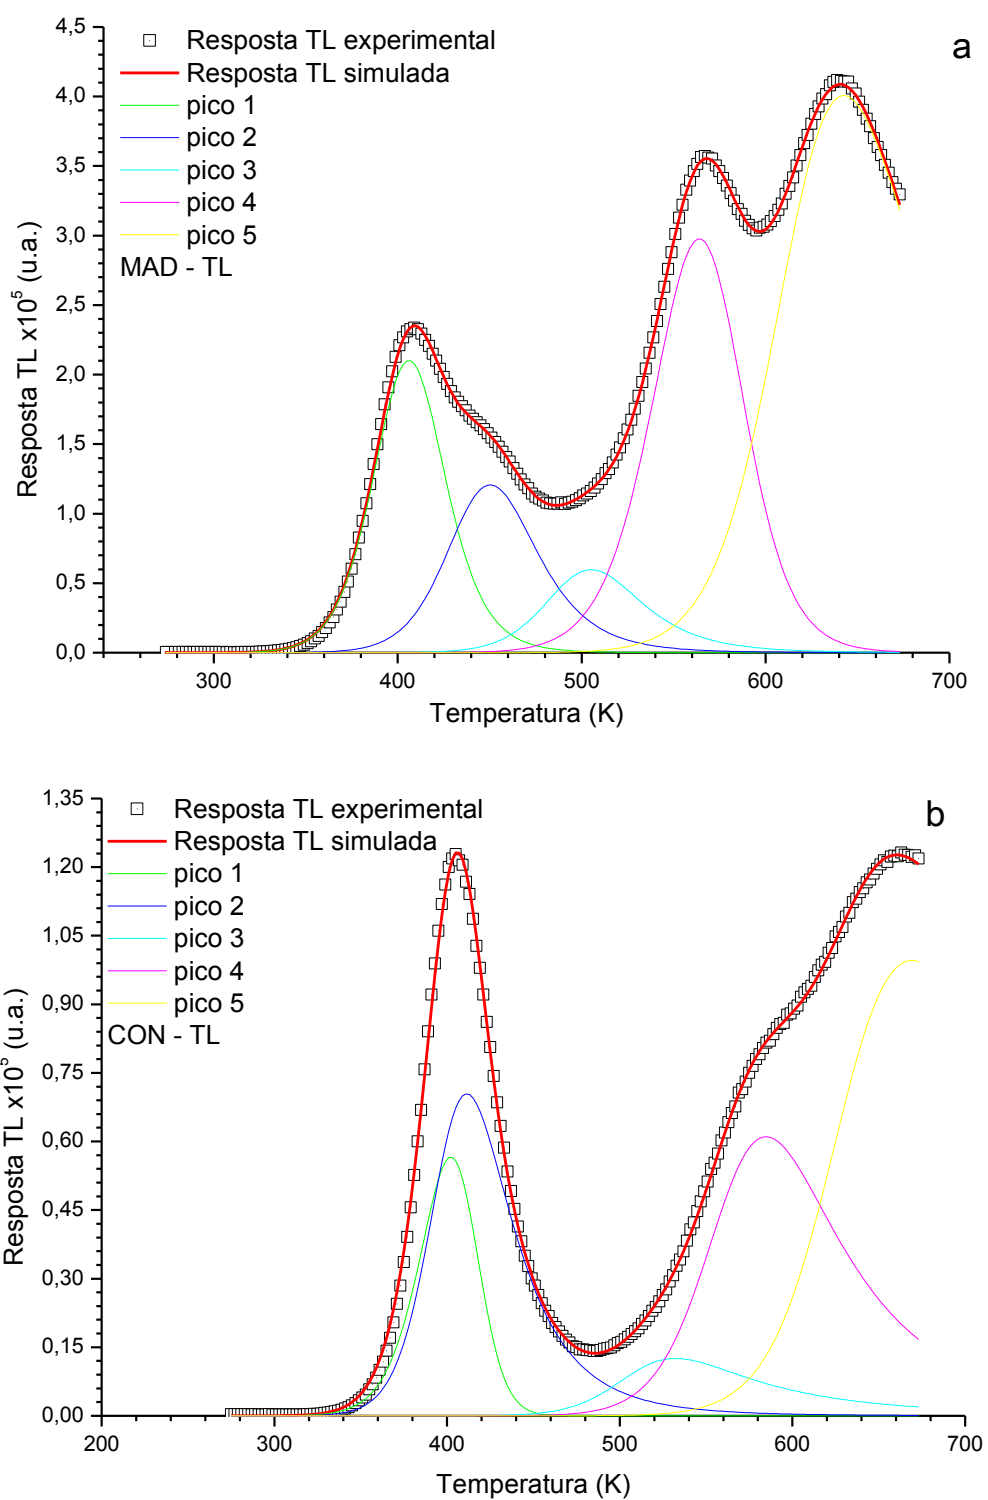 4,5
4,0
3,5
3,0
2,5
2,0
1,5
1,0
0,5
0,0
Resposta TL x10⁵ (u.a.)
Resposta TL experimental
Resposta TL simulada
pico 1
pico 2
pico 3
pico 4
pico 5
MAD - TL
a
300 400 500 600 700
Temperatura (K)
1,35
1,20
1,05
0,90
0,75
0,60
0,45
0,30
0,15
0,00
Resposta TL x10⁵ (u.a.)
Resposta TL experimental
Resposta TL simulada
pico 1
pico 2
pico 3
pico 4
pico 5
CON - TL
b
200 300 400 500 600 700
Temperatura (K)